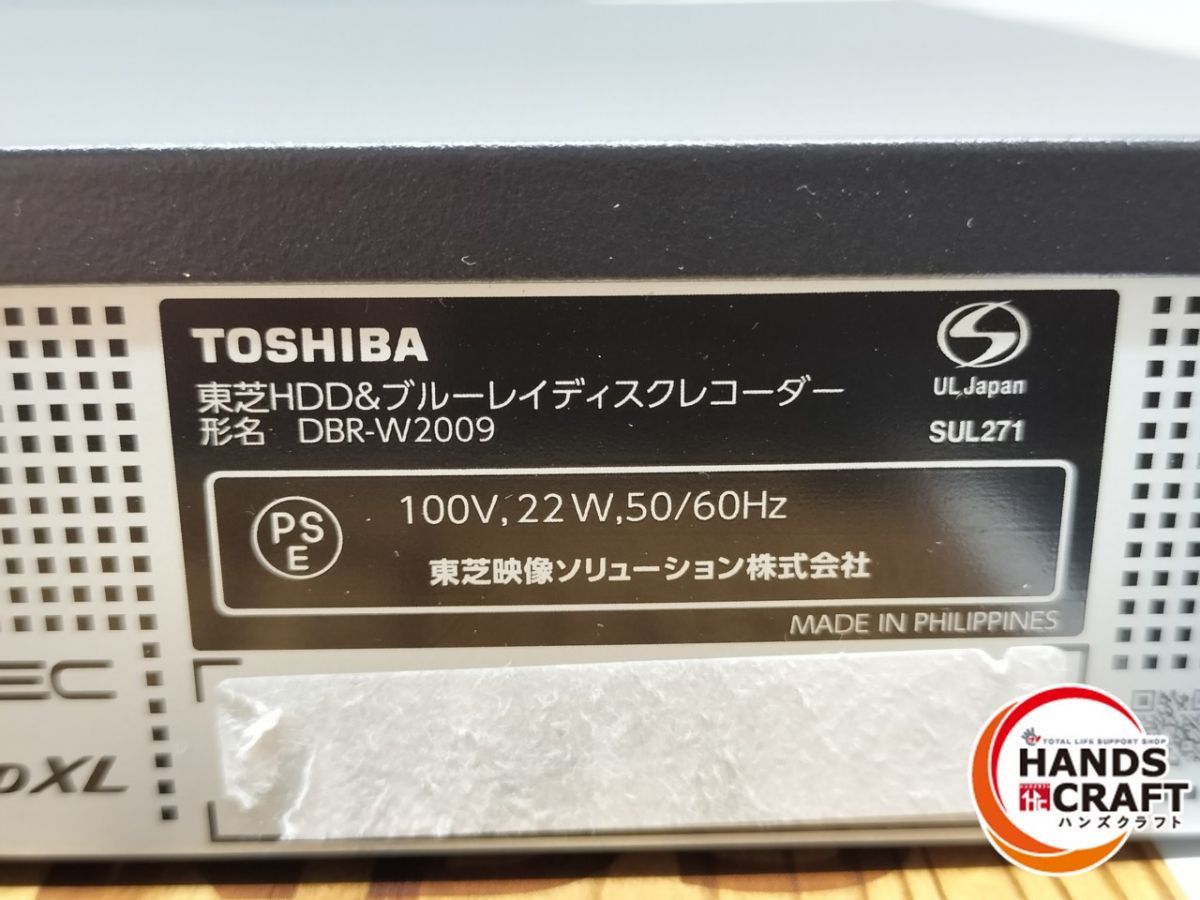 TOSHIBA
東芝HDD&ブルーレイディスクレコーダー
形名 DBR-W2009
UL Japan
SUL271
PS
E
100V, 22W, 50/60Hz
東芝映像ソリューション株式会社
MADE IN PHILIPPINES
EC
XL
TOTAL LIFE SUPPORT SHOP
HANDS
CRAFT
ハンズクラフト